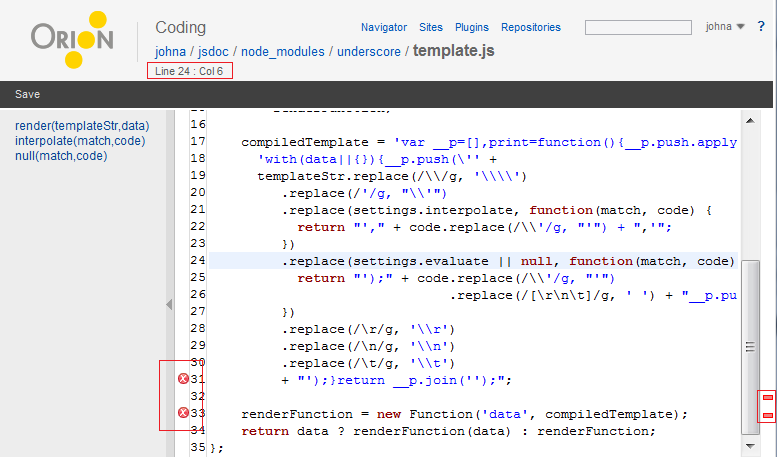 ORION
Coding
Navigator Sites Plugins Repositories
johna ?
johna / jsdoc / node_modules / underscore / template.js
Line 24 : Col 6
Save
render(templateStr,data)
interpolate(match,code)
null(match,code)
16
17 compiledTemplate = 'var __p=[],print=function(){__p.push.apply
18 'with(data||{}){__p.push(\'' +
19 templateStr.replace(/\\/g, '\\\\')
20 .replace(/'/g, "\\'")
21 .replace(settings.interpolate, function(match, code) {
22 return "'," + code.replace(/\\'/g, "'") + ",'";
23 })
24 .replace(settings.evaluate || null, function(match, code)
25 return "');" + code.replace(/\\'/g, "'")
26 .replace(/[\r\n\t]/g, ' ') + "__p.pu
27 })
28 .replace(/\r/g, '\\r')
29 .replace(/\n/g, '\\n')
30 .replace(/\t/g, '\\t')
31 + "');}return __p.join('');";
32
33 renderFunction = new Function('data', compiledTemplate);
34 return data ? renderFunction(data) : renderFunction;
35 };